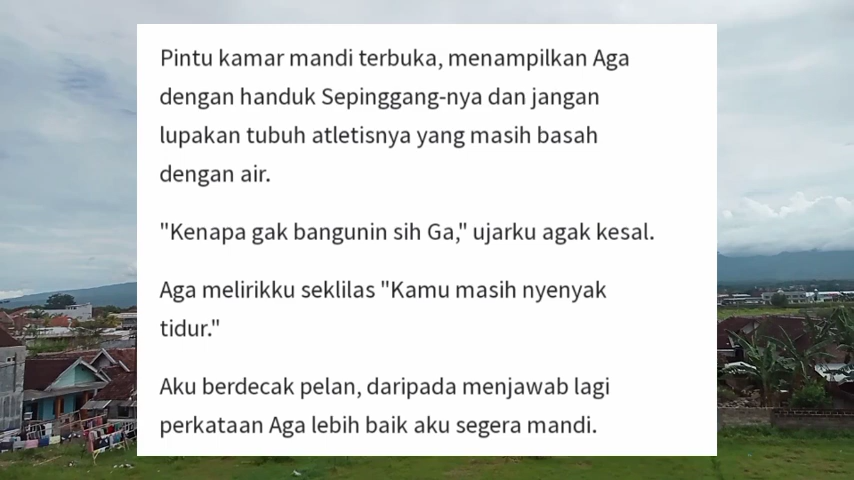 Pintu kamar mandi terbuka, menampilkan Aga
dengan handuk Sepinggang-nya dan jangan
lupakan tubuh atletisnya yang masih basah
dengan air.
"Kenapa gak bangunin sih Ga," ujarku agak kesal.
Aga melirikku seklilas "Kamu masih nyenyak
tidur."
Aku berdecak pelan, daripada menjawab lagi
perkataan Aga lebih baik aku segera mandi.